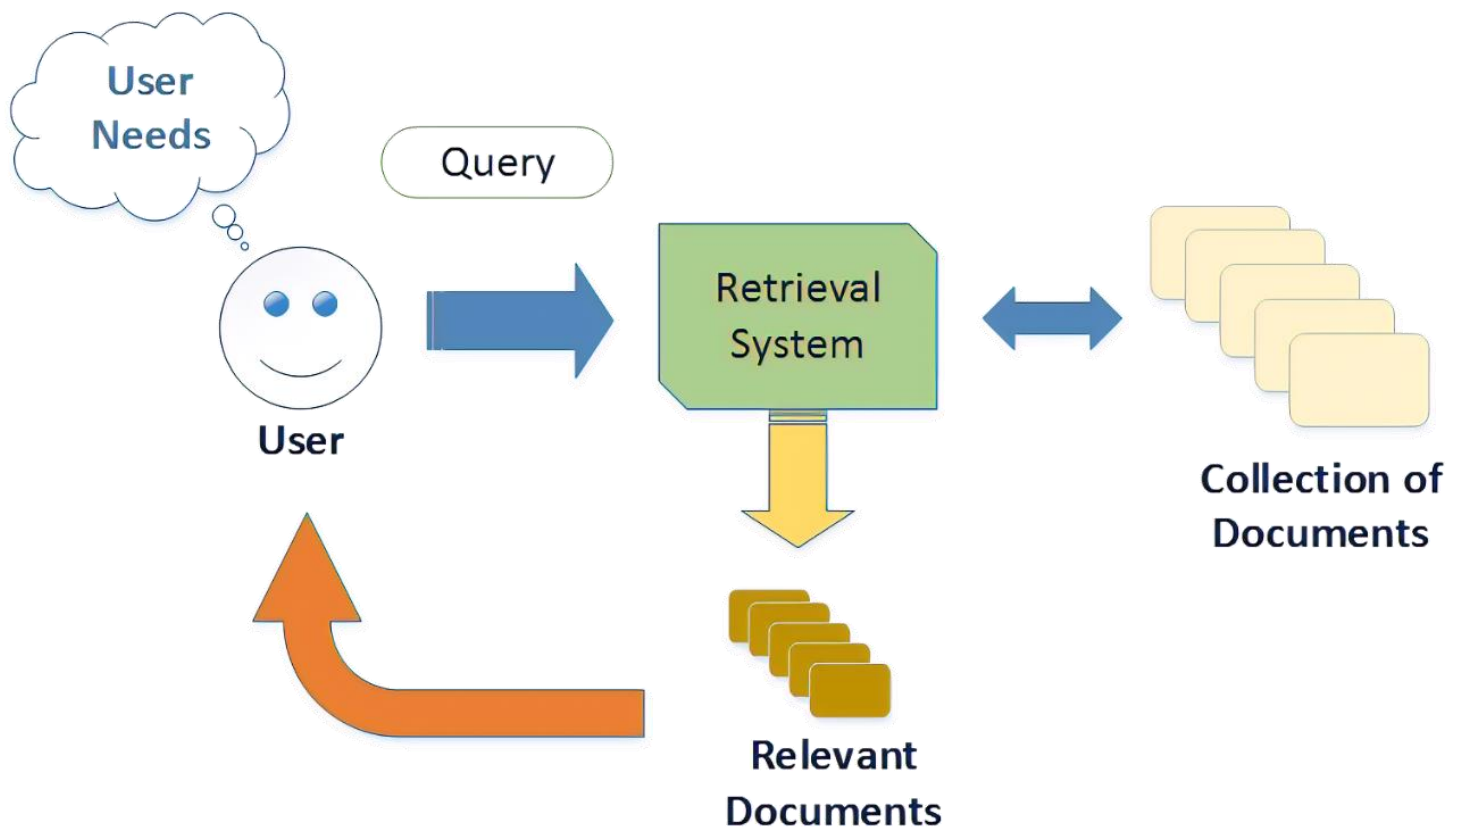 User
Needs
Query
Retrieval
System
User
Collection of
Documents
Relevant
Documents